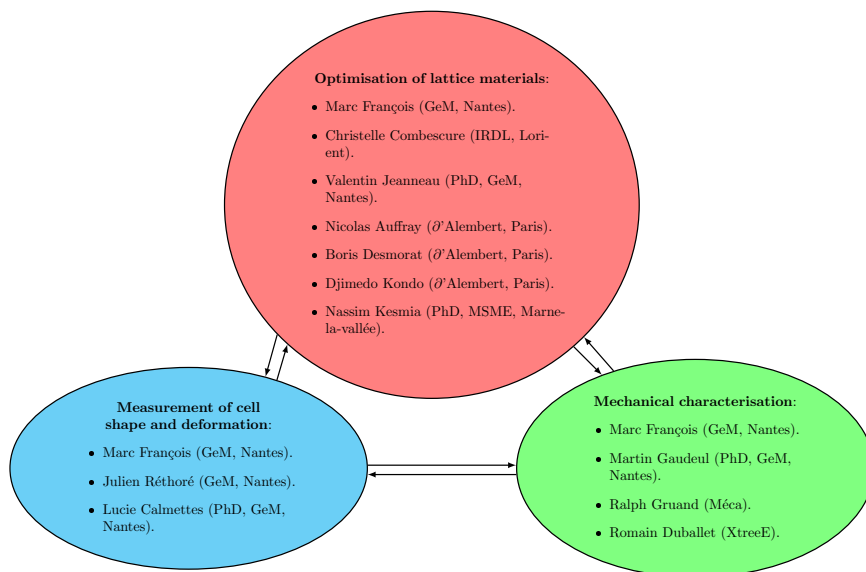 Optimisation of lattice materials:
• Marc François (GeM, Nantes).
• Christelle Combescure (IRDL, Lori-
ent).
• Valentin Jeanneau (PhD, GeM,
Nantes).
• Nicolas Auffray (∂'Alembert, Paris).
• Boris Desmorat (∂'Alembert, Paris).
• Djimedo Kondo (∂'Alembert, Paris).
• Nassim Kesmia (PhD, MSME, Marne-
la-vallée).
Measurement of cell
shape and deformation:
• Marc François (GeM, Nantes).
• Julien Réthoré (GeM, Nantes).
• Lucie Calmettes (PhD, GeM,
Nantes).
Mechanical characterisation:
• Marc François (GeM, Nantes).
• Martin Gaudeul (PhD, GeM,
Nantes).
• Ralph Gruand (Méca).
• Romain Duballet (XtreeE).